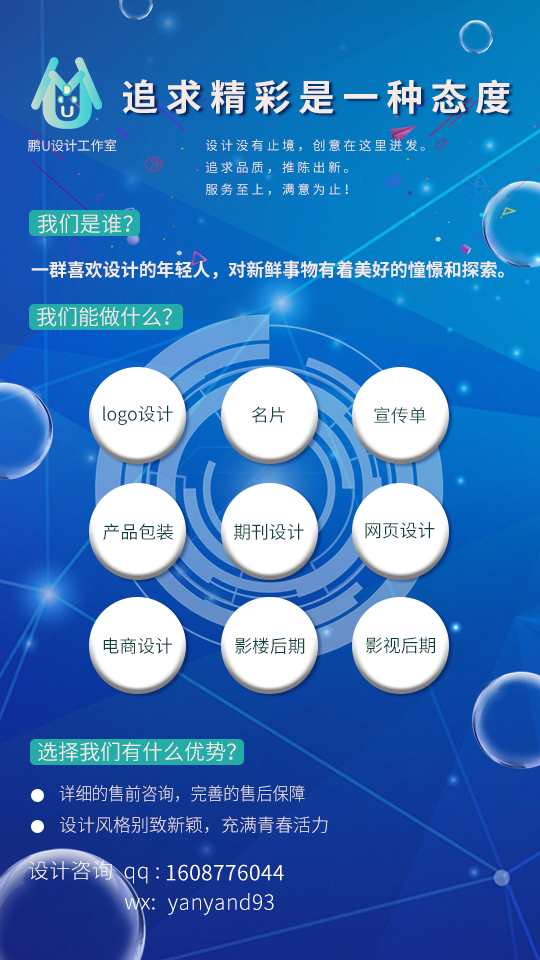 追求精彩是一种态度
鹏U设计工作室
设计没有止境，创意在这里迸发。
追求品质，推陈出新。
服务至上，满意为止！
我们是谁？
一群喜欢设计的年轻人，对新鲜事物有着美好的憧憬和探索。
我们能做什么？
logo设计 名片 宣传单
产品包装 期刊设计 网页设计
电商设计 影楼后期 影视后期
选择我们有什么优势？
详细的售前咨询，完善的售后保障
设计风格别致新颖，充满青春活力
设计咨询 qq：1608776044
wx: yanyand93